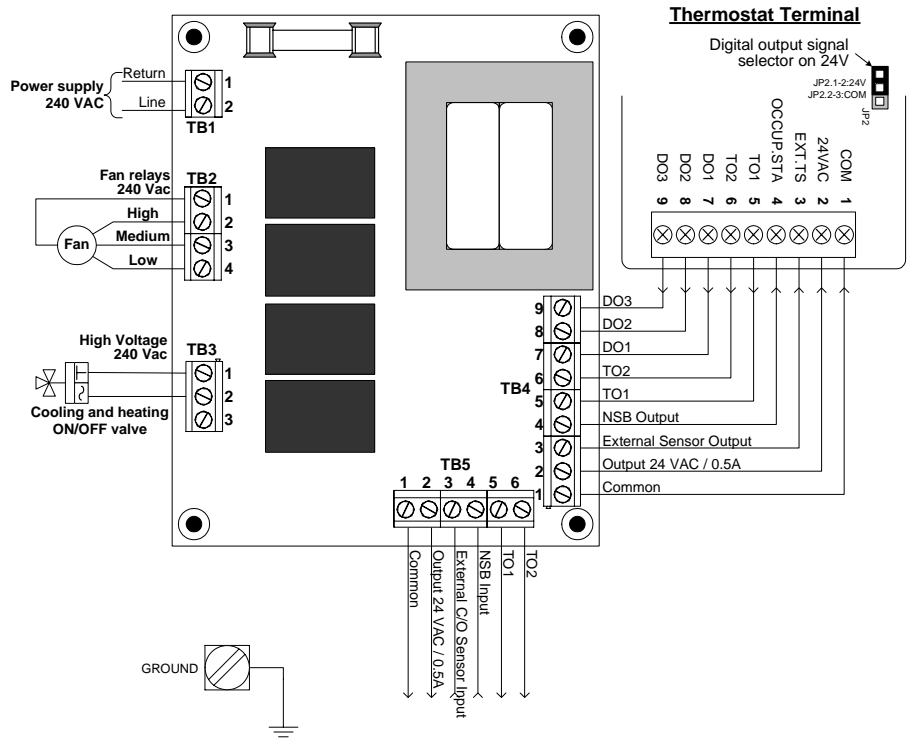 Thermostat Terminal
Digital output signal
selector on 24V
JP2.1-2:24V
JP2.2-3:COM
JP2
DO3
DO2
DO1
TO2
TO1
OCCUP.STA
EXT.TS
24VAC
COM
9 8 7 6 5 4 3 2 1
Power supply
240 VAC
Return
Line
1
2
TB1
Fan relays
240 Vac
TB2
High
Medium
Low
Fan
1
2
3
4
High Voltage
240 Vac
TB3
1
2
3
Cooling and heating
ON/OFF valve
9
8
7
6
5
4
3
2
1
TB4
DO3
DO2
DO1
TO2
TO1
NSB Output
External Sensor Output
Output 24 VAC / 0.5A
Common
TB5
1 2 3 4 5 6
Common
Output 24 VAC / 0.5A
External C/O Sensor Input
NSB Input
TO1
TO2
GROUND